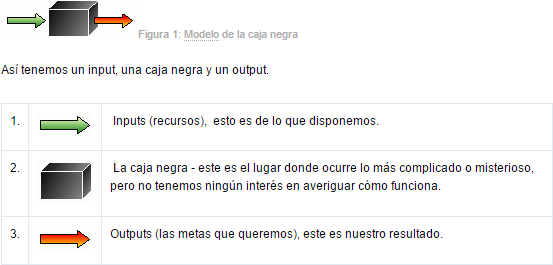 Figura 1: Modelo de la caja negra
Así tenemos un input, una caja negra y un output.
1. Inputs (recursos), esto es de lo que disponemos.
2. La caja negra - este es el lugar donde ocurre lo más complicado o misterioso,
pero no tenemos ningún interés en averiguar cómo funciona.
3. Outputs (las metas que queremos), este es nuestro resultado.